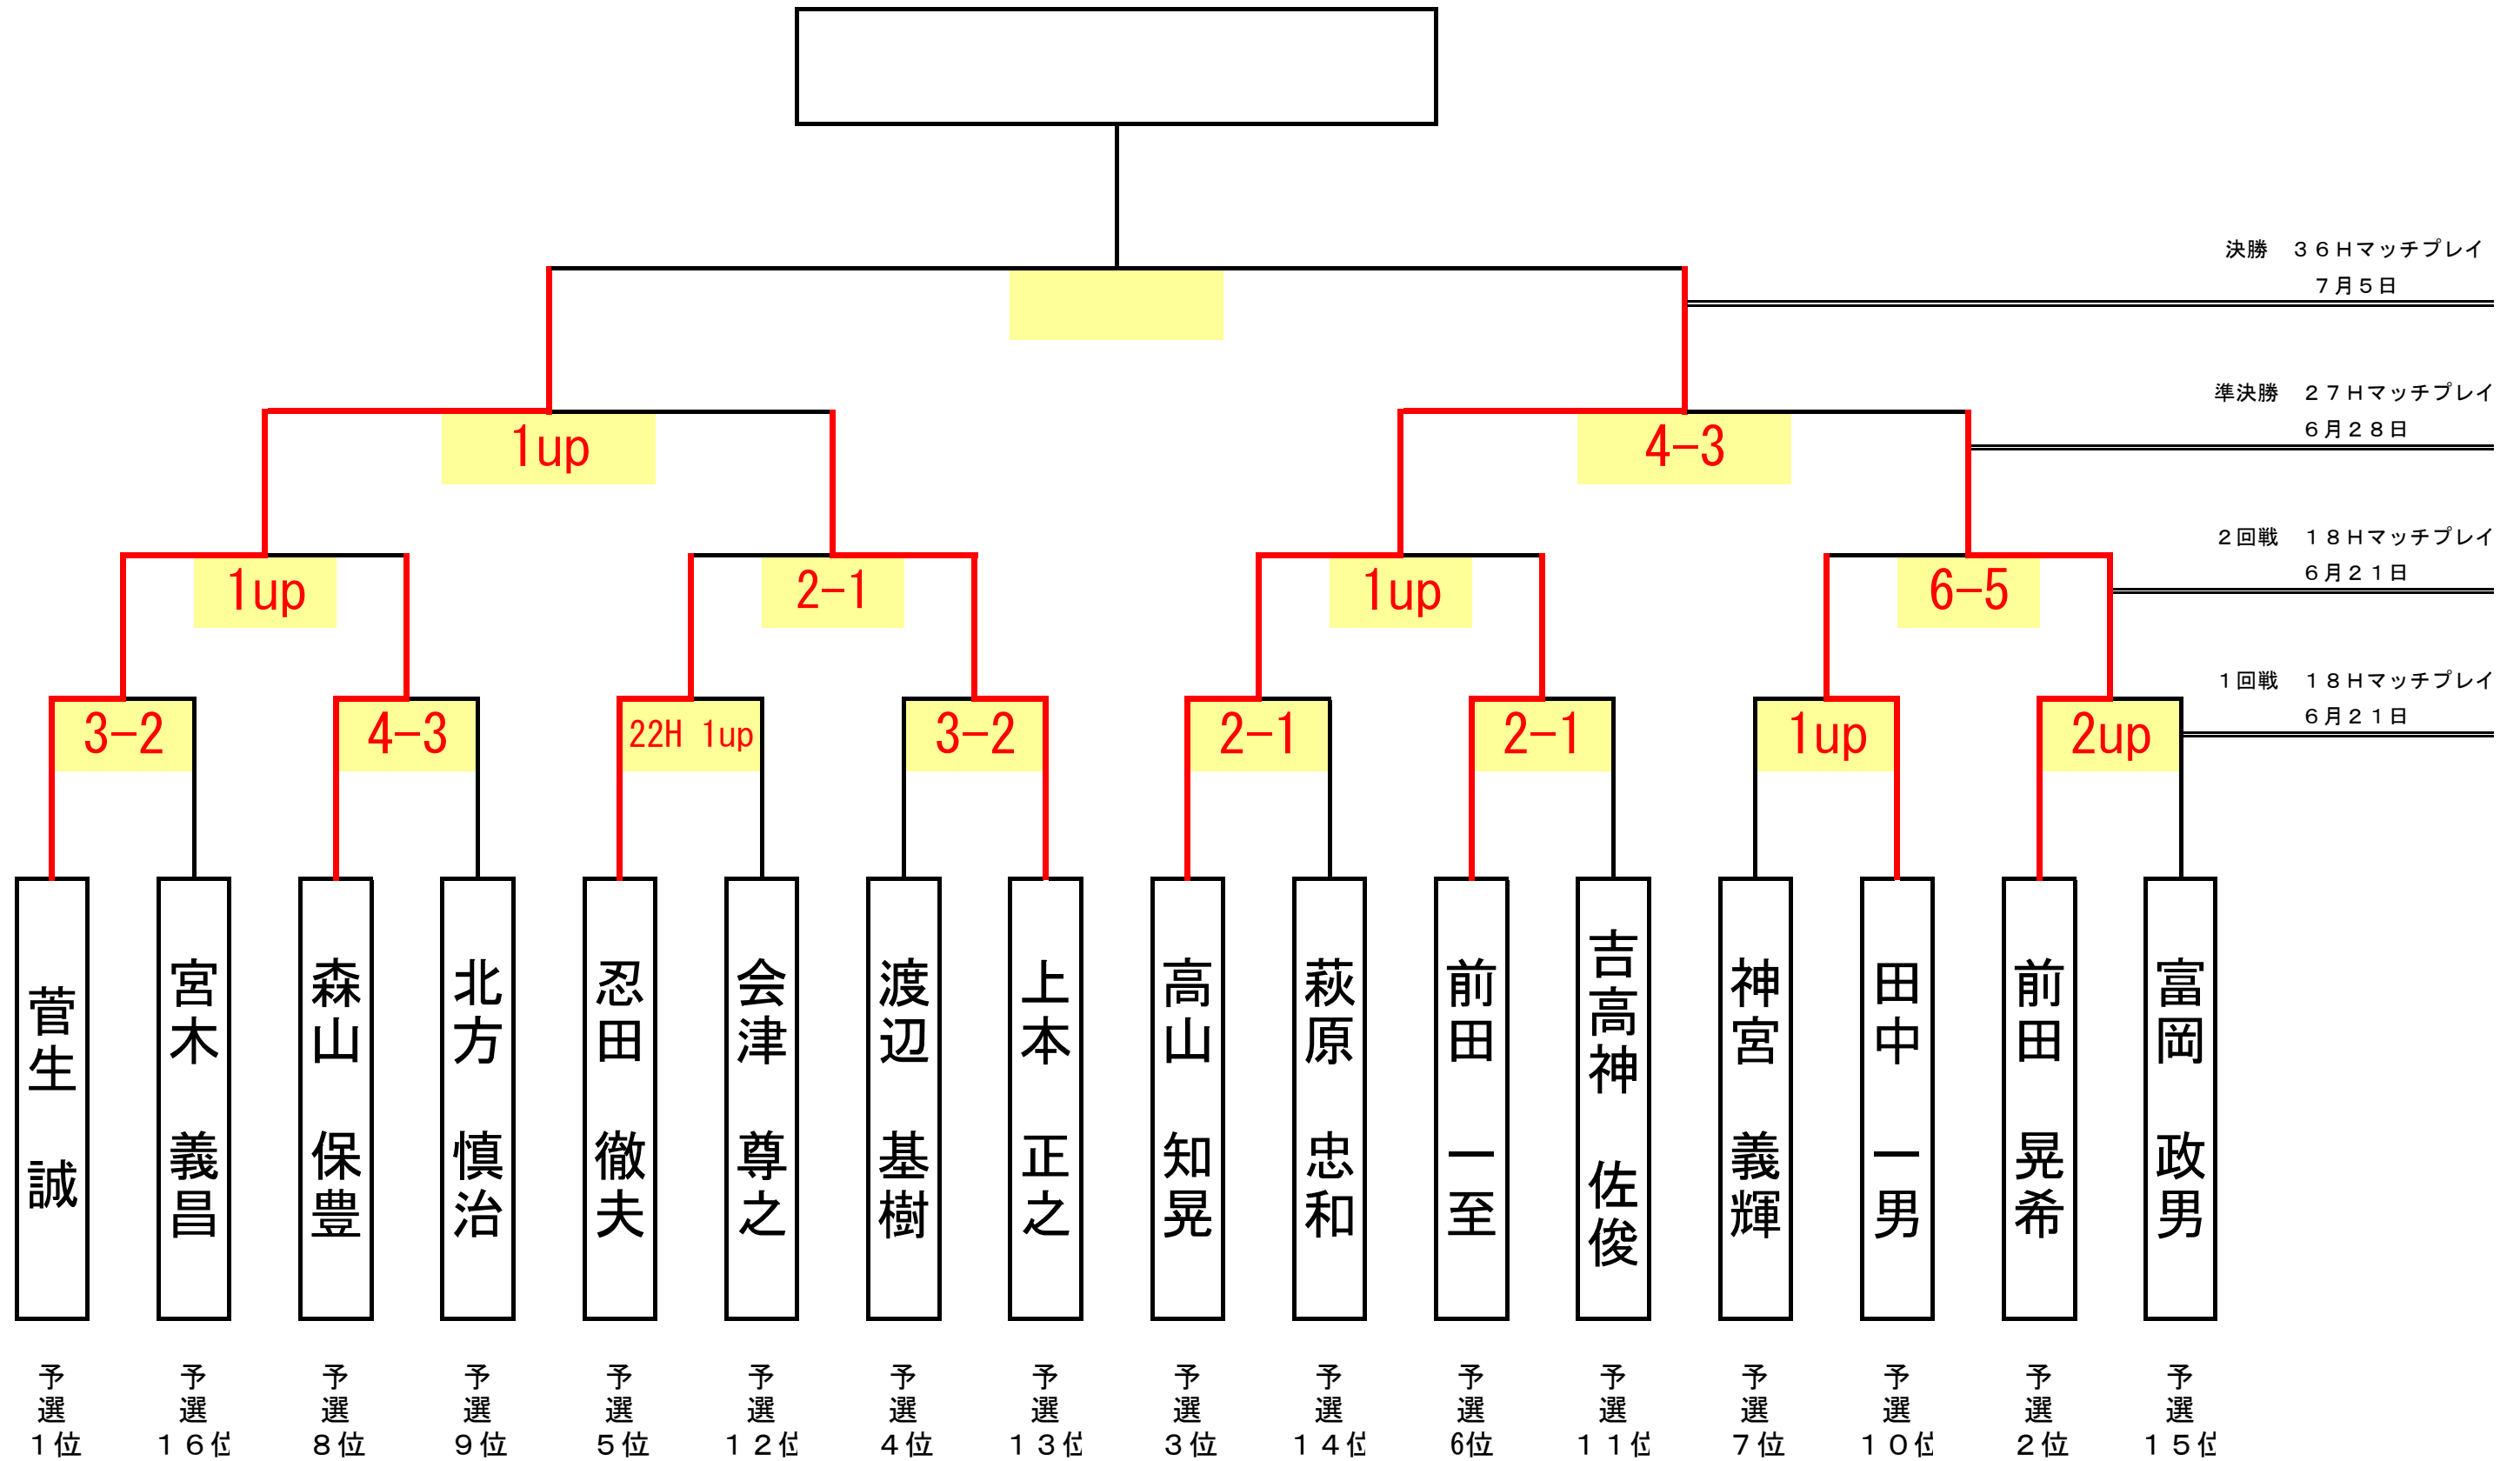 決勝　３６Ｈマッチプレイ
７月５日
準決勝　２７Ｈマッチプレイ
６月２８日
1up
4−3
２回戦　１８Ｈマッチプレイ
６月２１日
1up
2−1
1up
6−5
１回戦　１８Ｈマッチプレイ
６月２１日
3−2
4−3
22H 1up
3−2
2−1
2−1
1up
2up
菅生　誠
宮木　義昌
森山　保豊
北方　慎治
忍田　徹夫
会津　尊之
渡辺　基樹
上本　正之
高山　知晃
萩原　忠和
前田　一至
吉高神　佐俊
神宮　義輝
田中　一男
前田　晃希
富岡　政男
予選１位
予選１６位
予選８位
予選９位
予選５位
予選１２位
予選４位
予選１３位
予選３位
予選１４位
予選6位
予選１１位
予選７位
予選１０位
予選２位
予選１５位